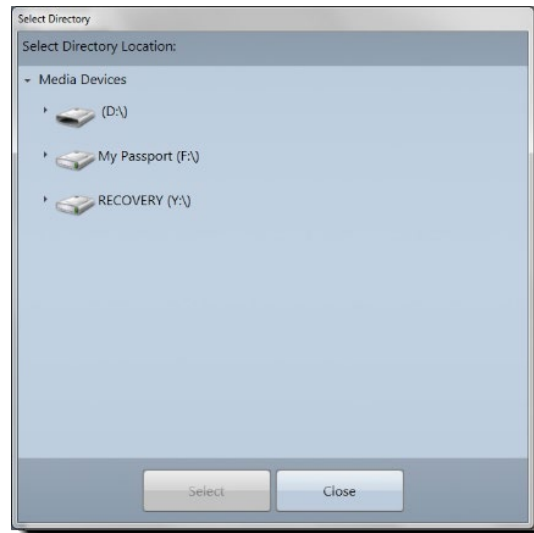 Select Directory
Select Directory Location:
Media Devices
(D:\)
My Passport (F:\)
RECOVERY (Y:\)
Select Close